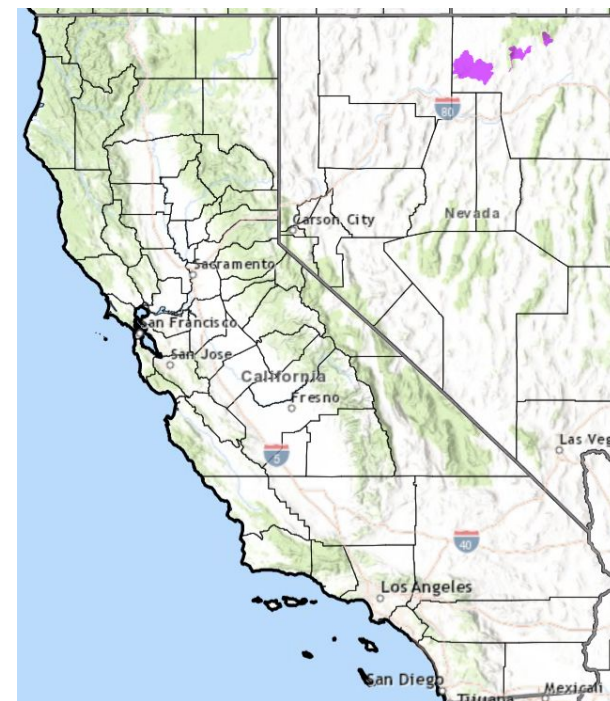 80
Carson City
Nevada
Sacramento
San Francisco
San Jose
California
Fresno
Las Veg
5
40
Los Angeles
San Diego
Tijuana
Mexicali